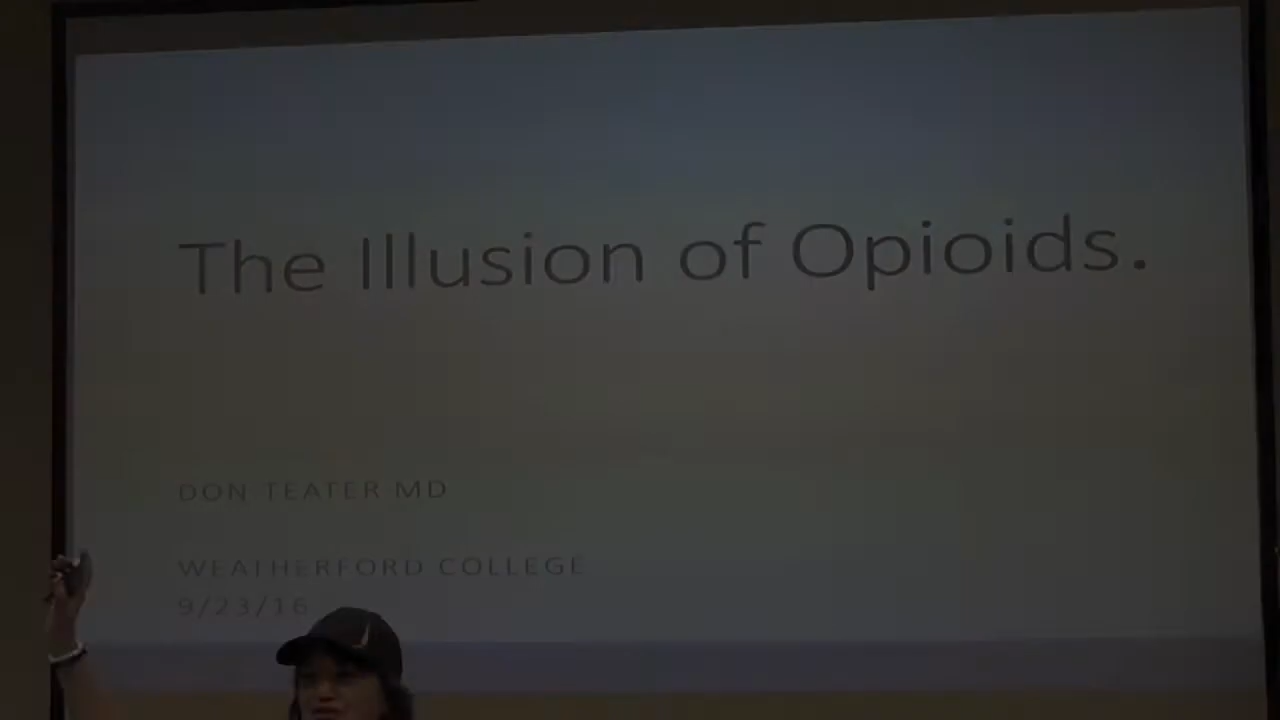 The Illusion of Opioids.
DON TEATER MD
WEATHERFORD COLLEGE
9/23/16